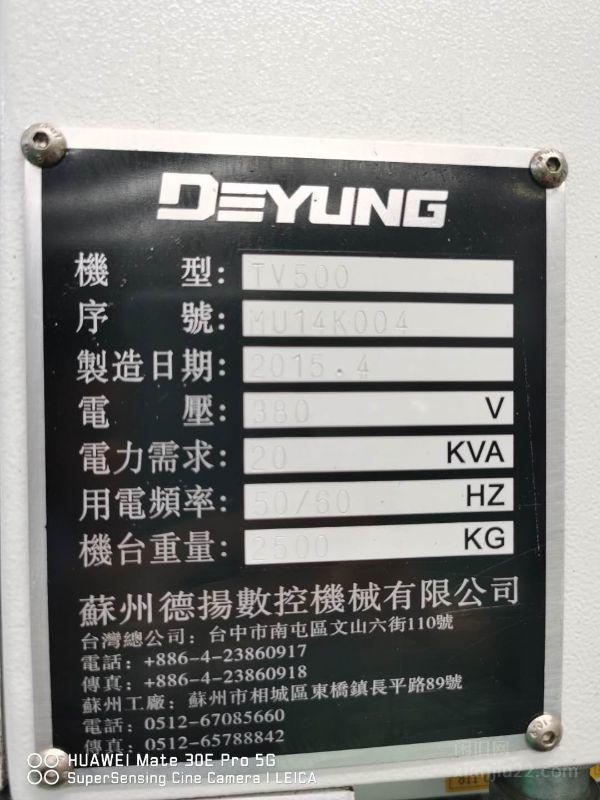 DEYUNG
機 型: TV500
序 號: MU14K004
製造日期: 2015.4
電 壓: 380 V
電力需求: 20 KVA
用電頻率: 50/60 HZ
機台重量: 2500 KG
蘇州德揚數控機械有限公司
台灣總公司: 台中市南屯區文山六街110號
電話: +886-4-23860917
傳真: +886-4-23860918
蘇州工廠: 蘇州市相城區東橋鎮長平路89號
電話: 0512-67085660
傳真: 0512-65788842
HUAWEI Mate 30E Pro 5G
SuperSensing Cine Camera | LEICA